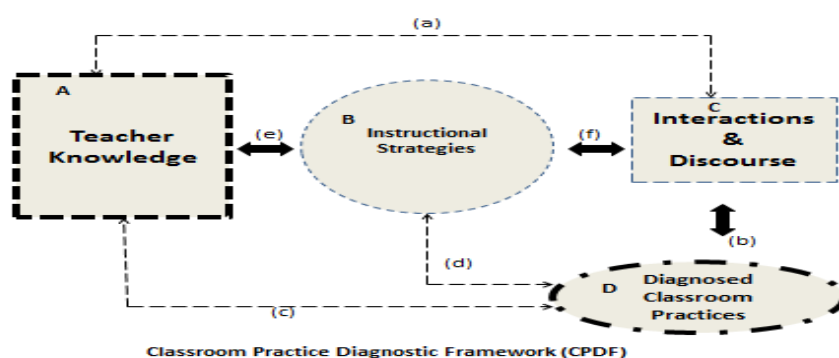 (a)
A
Teacher
Knowledge
(e)
B
Instructional
Strategies
(f)
C
Interactions
&
Discourse
(b)
(d)
D
Diagnosed
Classroom
Practices
(c)
Classroom Practice Diagnostic Framework (CPDF)